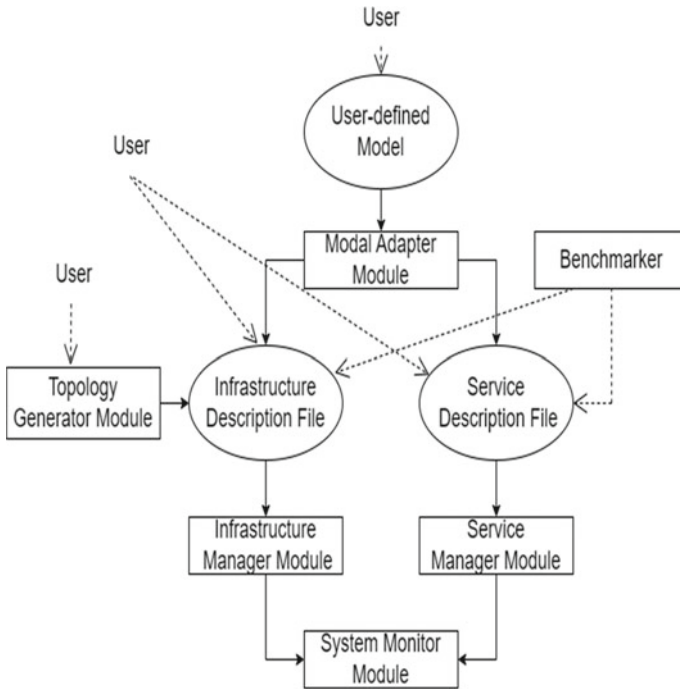 User
User-defined
Model
User
Modal Adapter
Module
Benchmarker
User
Topology
Generator Module
Infrastructure
Description File
Service
Description File
Infrastructure
Manager Module
Service
Manager Module
System Monitor
Module